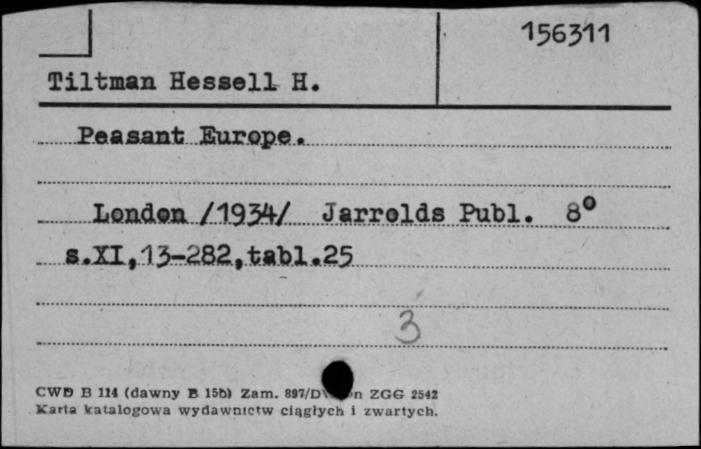 156311
Tiltman Hessell H.
Peasant Europe.
London /1934/ Jarrolds Publ. 8°
s.XI,13-282,tabl.25
3
CWD B 114 (dawny B 15b) Zam. 897/D n ZGG 2542
Karta katalogowa wydawnictw ciągłych i zwartych.